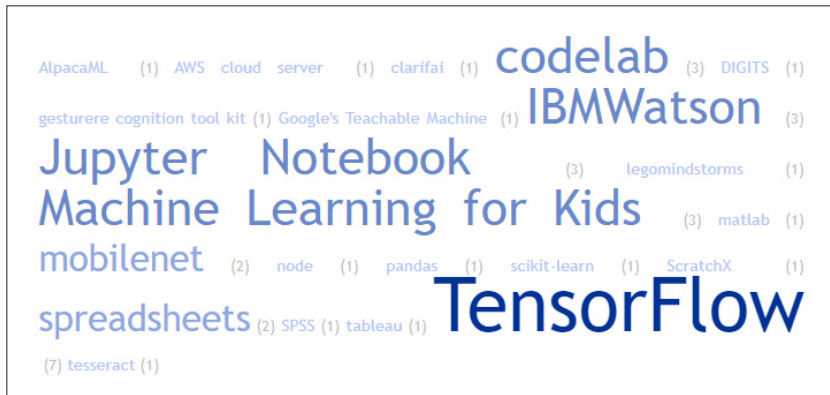 AlpacaML (1) AWS cloud server (1) clarifai (1) codelab (3) DIGITS (1)
gesturere cognition tool kit (1) Google's Teachable Machine (1) IBMWatson (3)
Jupyter Notebook (3) legomindstorms (1)
Machine Learning for Kids (3) matlab (1)
mobilenet (2) node (1) pandas (1) scikit-learn (1) ScratchX (1)
spreadsheets (2) SPSS (1) tableau (1) TensorFlow
(7) tesseract (1)